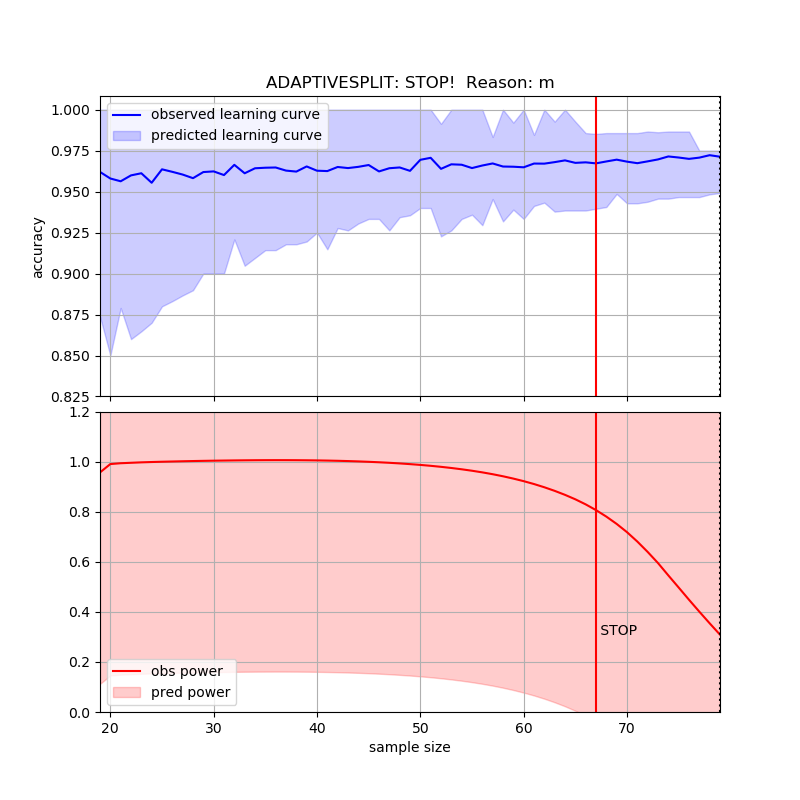 ADAPTIVESPLIT: STOP!  Reason: m
observed learning curve
predicted learning curve
accuracy
1.000
0.975
0.950
0.925
0.900
0.875
0.850
0.825
1.2
1.0
0.8
0.6
0.4
0.2
0.0
STOP
obs power
pred power
20 30 40 50 60 70
sample size